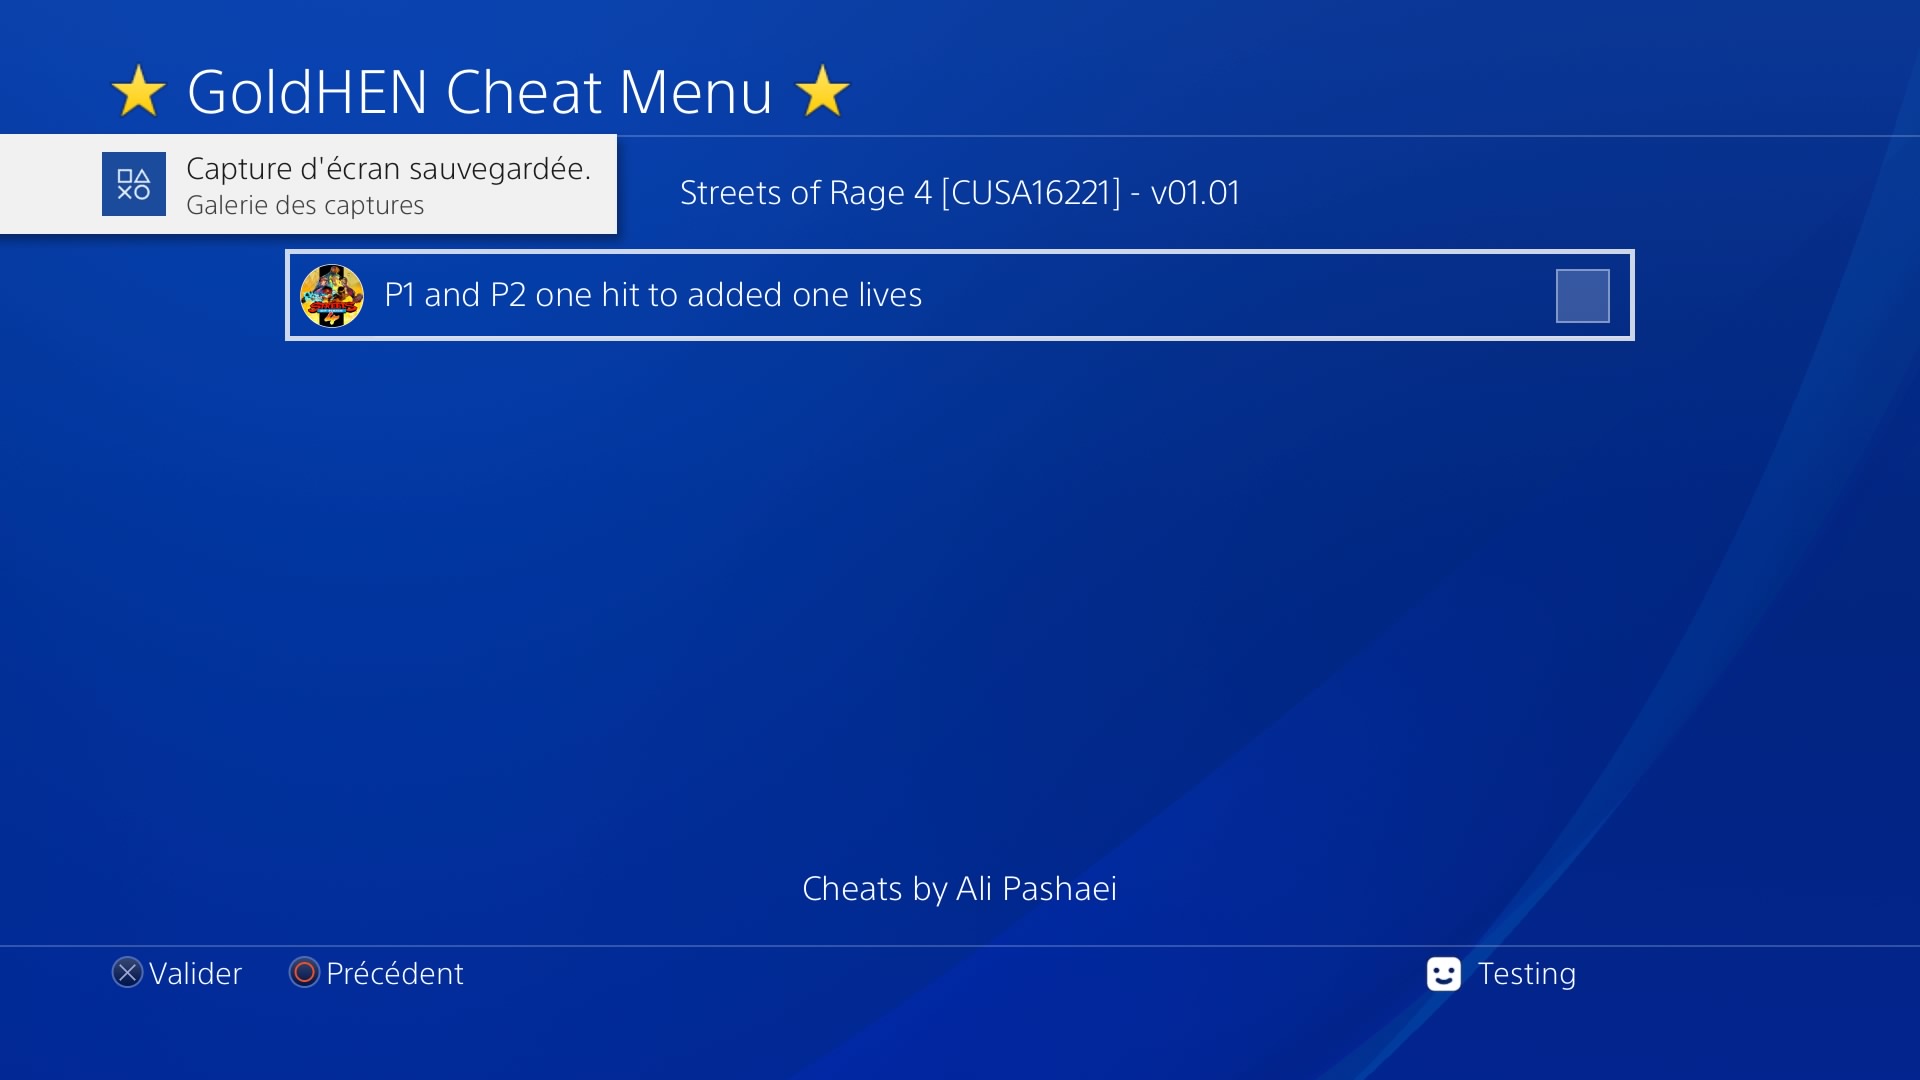 GoldHEN Cheat Menu
Capture d'écran sauvegardée.
Galerie des captures
Streets of Rage 4 [CUSA16221] - v01.01
P1 and P2 one hit to added one lives
Cheats by Ali Pashaei
Valider
Précédent
Testing